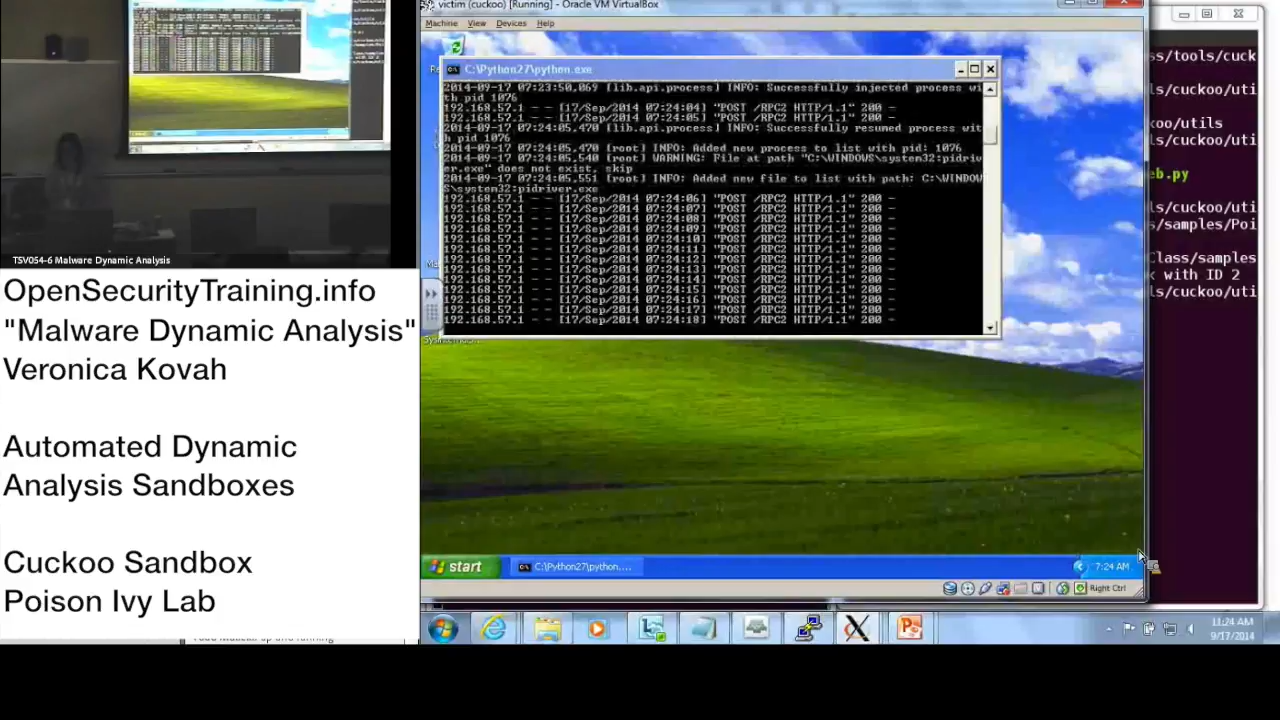 TSV054-6 Malware Dynamic Analysis
OpenSecurityTraining.info
"Malware Dynamic Analysis"
Veronica Kovah
Automated Dynamic
Analysis Sandboxes
Cuckoo Sandbox
Poison Ivy Lab
victim (cuckoo) [Running] - Oracle VM VirtualBox
Machine View Devices Help
C:\Python27\python.exe
2014-09-17 07:23:50,069 [lib.api.process] INFO: Successfully injected process wi
th pid 1076
192.168.57.1 - - [17/Sep/2014 07:24:04] "POST /RPC2 HTTP/1.1" 200 -
192.168.57.1 - - [17/Sep/2014 07:24:05] "POST /RPC2 HTTP/1.1" 200 -
2014-09-17 07:24:05,470 [lib.api.process] INFO: Successfully resumed process wit
h pid 1076
2014-09-17 07:24:05,470 [root] INFO: Added new process to list with pid: 1076
2014-09-17 07:24:05,540 [root] WARNING: File at path "C:\WINDOWS\system32:pidriv
er.exe" does not exist, skip
2014-09-17 07:24:05,551 [root] INFO: Added new file to list with path: C:\WINDOW
S\system32:pidriver.exe
192.168.57.1 - - [17/Sep/2014 07:24:06] "POST /RPC2 HTTP/1.1" 200 -
192.168.57.1 - - [17/Sep/2014 07:24:07] "POST /RPC2 HTTP/1.1" 200 -
192.168.57.1 - - [17/Sep/2014 07:24:08] "POST /RPC2 HTTP/1.1" 200 -
192.168.57.1 - - [17/Sep/2014 07:24:09] "POST /RPC2 HTTP/1.1" 200 -
192.168.57.1 - - [17/Sep/2014 07:24:10] "POST /RPC2 HTTP/1.1" 200 -
192.168.57.1 - - [17/Sep/2014 07:24:11] "POST /RPC2 HTTP/1.1" 200 -
192.168.57.1 - - [17/Sep/2014 07:24:12] "POST /RPC2 HTTP/1.1" 200 -
192.168.57.1 - - [17/Sep/2014 07:24:13] "POST /RPC2 HTTP/1.1" 200 -
192.168.57.1 - - [17/Sep/2014 07:24:14] "POST /RPC2 HTTP/1.1" 200 -
192.168.57.1 - - [17/Sep/2014 07:24:15] "POST /RPC2 HTTP/1.1" 200 -
192.168.57.1 - - [17/Sep/2014 07:24:16] "POST /RPC2 HTTP/1.1" 200 -
192.168.57.1 - - [17/Sep/2014 07:24:17] "POST /RPC2 HTTP/1.1" 200 -
192.168.57.1 - - [17/Sep/2014 07:24:18] "POST /RPC2 HTTP/1.1" 200 -
start
C:\Python27\python....
7:24 AM
Right Ctrl
ss/tools/cuck
ls/cuckoo/uti
koo/utils
eb.py
ls/cuckoo/uti
s/samples/Poi
Class/samples
k with ID 2
ls/cuckoo/uti
11:24 AM
9/17/2014